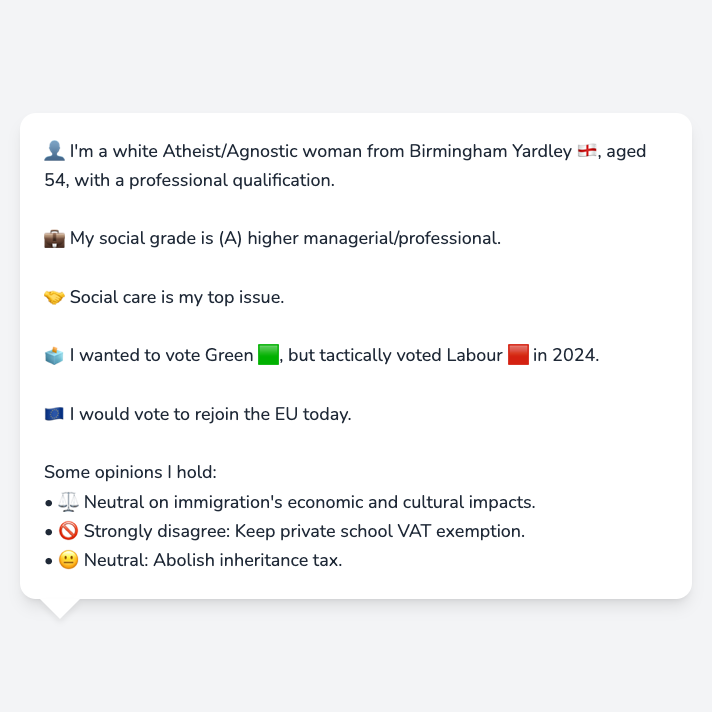 👤 I'm a white Atheist/Agnostic woman from Birmingham Yardley 🏴󠁧󠁢󠁥󠁮󠁧󠁿, aged
54, with a professional qualification.
💼 My social grade is (A) higher managerial/professional.
🤝 Social care is my top issue.
🗳️ I wanted to vote Green 🟩, but tactically voted Labour 🟥 in 2024.
🇪🇺 I would vote to rejoin the EU today.
Some opinions I hold:
• ⚖️ Neutral on immigration's economic and cultural impacts.
• 🚫 Strongly disagree: Keep private school VAT exemption.
• 😐 Neutral: Abolish inheritance tax.